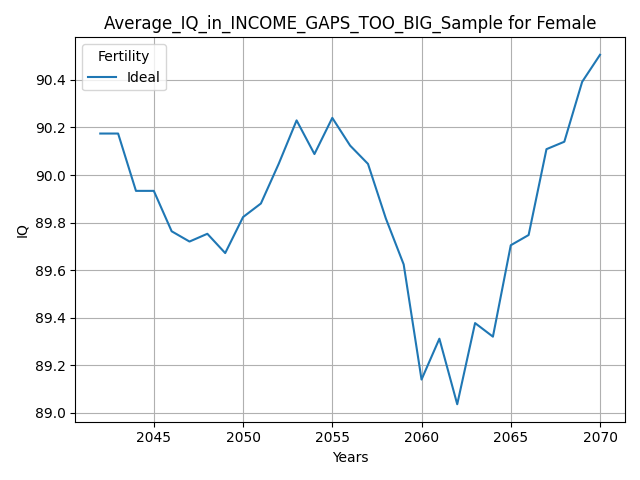 Average_IQ_in_INCOME_GAPS_TOO_BIG_Sample for Female
Fertility
Ideal
90.4
90.2
90.0
89.8
89.6
89.4
89.2
89.0
IQ
2045 2050 2055 2060 2065 2070
Years